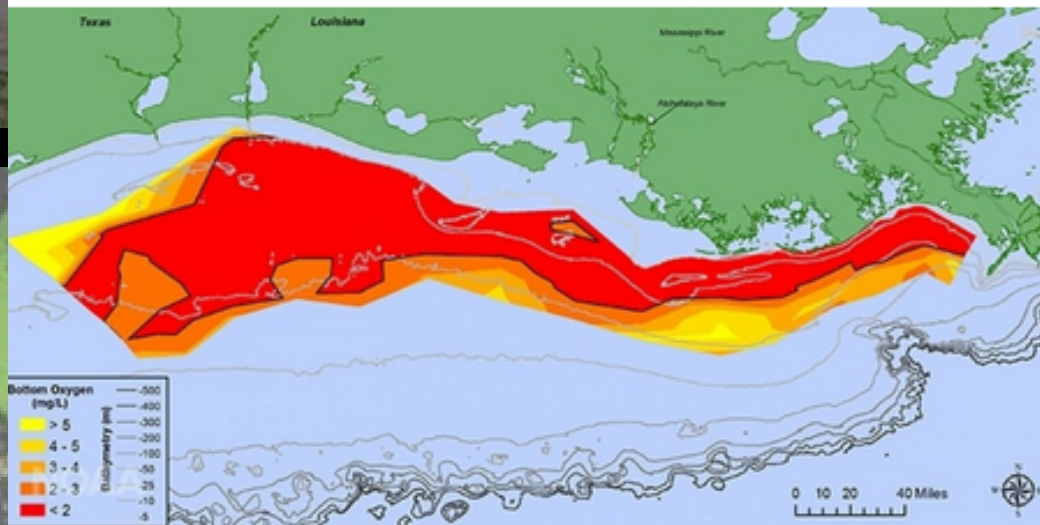 Texas
Louisiana
Mississippi River
Atchafalaya River
Bottom Oxygen
(mg/L)
> 5
4 - 5
3 - 4
2 - 3
< 2
Bathymetry (m)
-500
-400
-300
-200
-100
-50
-25
-10
-5
NOAA
0 10 20 40 Miles
N
W
S